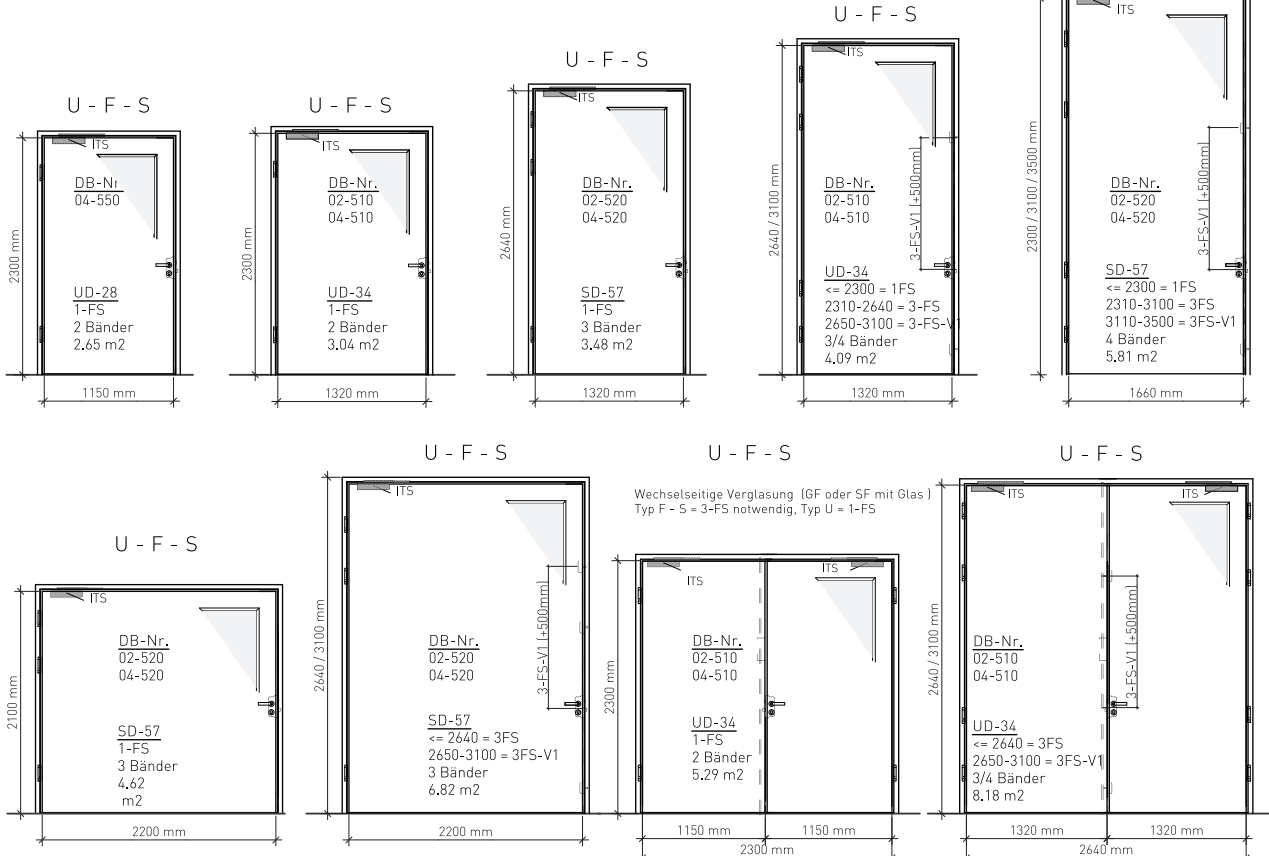 U - F - S
ITS
DB-Nr
04-550
UD-28
1-FS
2 Bänder
2.65 m2
2300 mm
1150 mm
U - F - S
ITS
DB-Nr.
02-510
04-510
UD-34
1-FS
2 Bänder
3.04 m2
2300 mm
1320 mm
U - F - S
ITS
DB-Nr.
02-520
04-520
SD-57
1-FS
3 Bänder
3.48 m2
2640 mm
1320 mm
U - F - S
ITS
DB-Nr.
02-510
04-510
UD-34
<= 2300 = 1FS
2310-2640 = 3-FS
2650-3100 = 3-FS-V1
3/4 Bänder
4.09 m2
3-FS-V1 (+500mm)
2640 / 3100 mm
1320 mm
ITS
DB-Nr.
02-520
04-520
SD-57
<= 2300 = 1FS
2310-3100 = 3FS
3110-3500 = 3FS-V1
4 Bänder
5.81 m2
3-FS-V1 (+500mm)
2300 / 3100 / 3500 mm
1660 mm
U - F - S
ITS
DB-Nr.
02-520
04-520
SD-57
1-FS
3 Bänder
4.62
m2
2100 mm
2200 mm
U - F - S
ITS
DB-Nr.
02-520
04-520
SD-57
<= 2640 = 3FS
2650-3100 = 3FS-V1
3 Bänder
6.82 m2
3-FS-V1 (+500mm)
2640 / 3100 mm
2200 mm
U - F - S
Wechselseitige Verglasung (GF oder SF mit Glas )
Typ F - S = 3-FS notwendig, Typ U = 1-FS
ITS
ITS
DB-Nr.
02-510
04-510
UD-34
1-FS
2 Bänder
5.29 m2
2300 mm
1150 mm
1150 mm
2300 mm
U - F - S
ITS
ITS
DB-Nr.
02-510
04-510
UD-34
<= 2640 = 3FS
2650-3100 = 3FS-V1
3/4 Bänder
8.18 m2
3-FS-V1 (+500mm)
2640 / 3100 mm
1320 mm
1320 mm
2640 mm